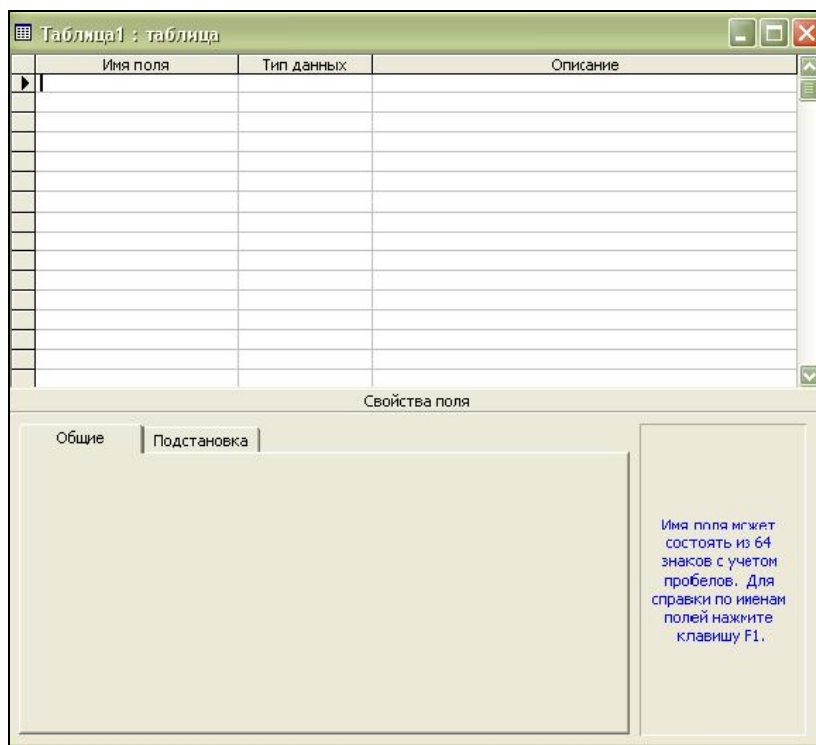 Таблица1 : таблица
Имя поля Тип данных Описание
Свойства поля
Общие Подстановка
Имя поля может
состоять из 64
знаков с учетом
пробелов. Для
справки по именам
полей нажмите
клавишу F1.